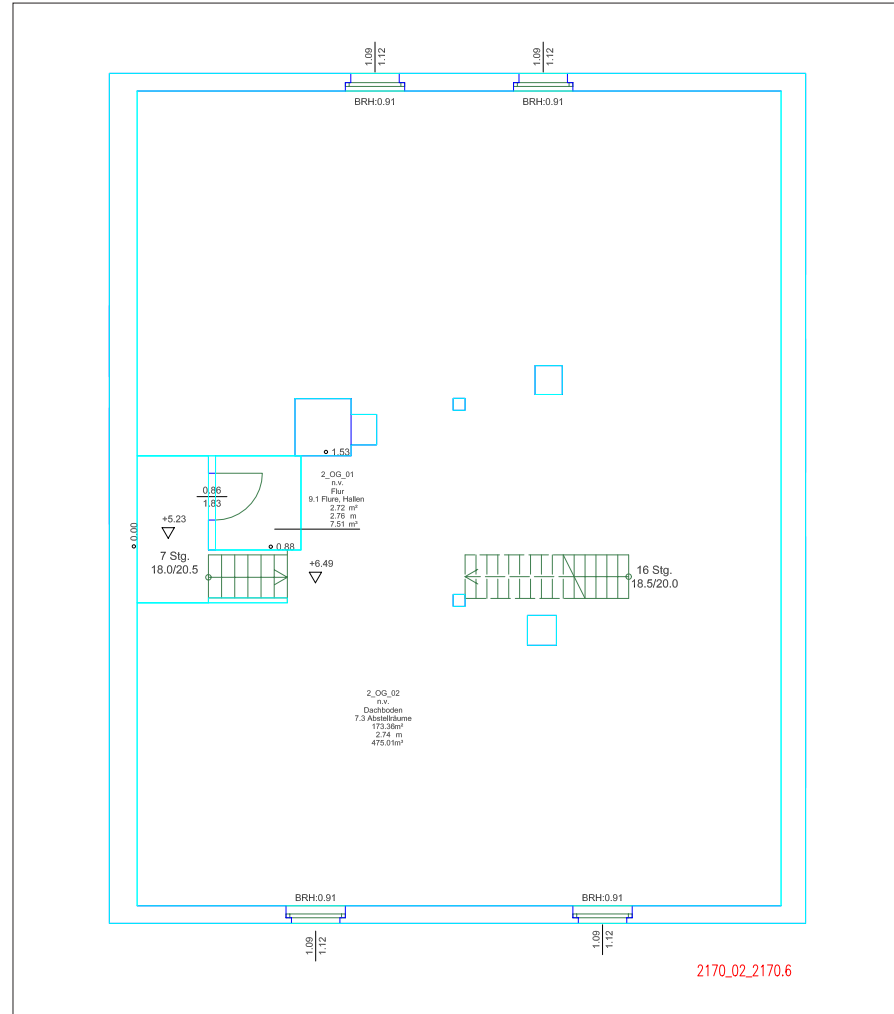 1.09
1.12
1.09
1.12
BRH:0.91
BRH:0.91
1.53
2_OG_01
n.v.
Flur
9.1 Flure, Hallen
2.72 m²
2.76 m
7.51 m³
0.86
1.83
+5.23
0.00
0.88
7 Stg.
18.0/20.5
+6.49
16 Stg.
18.5/20.0
2_OG_02
n.v.
Dachboden
7.3 Abstellräume
173.36m²
2.74 m
475.01m³
BRH:0.91
BRH:0.91
1.09
1.12
1.09
1.12
2170_02_2170.6